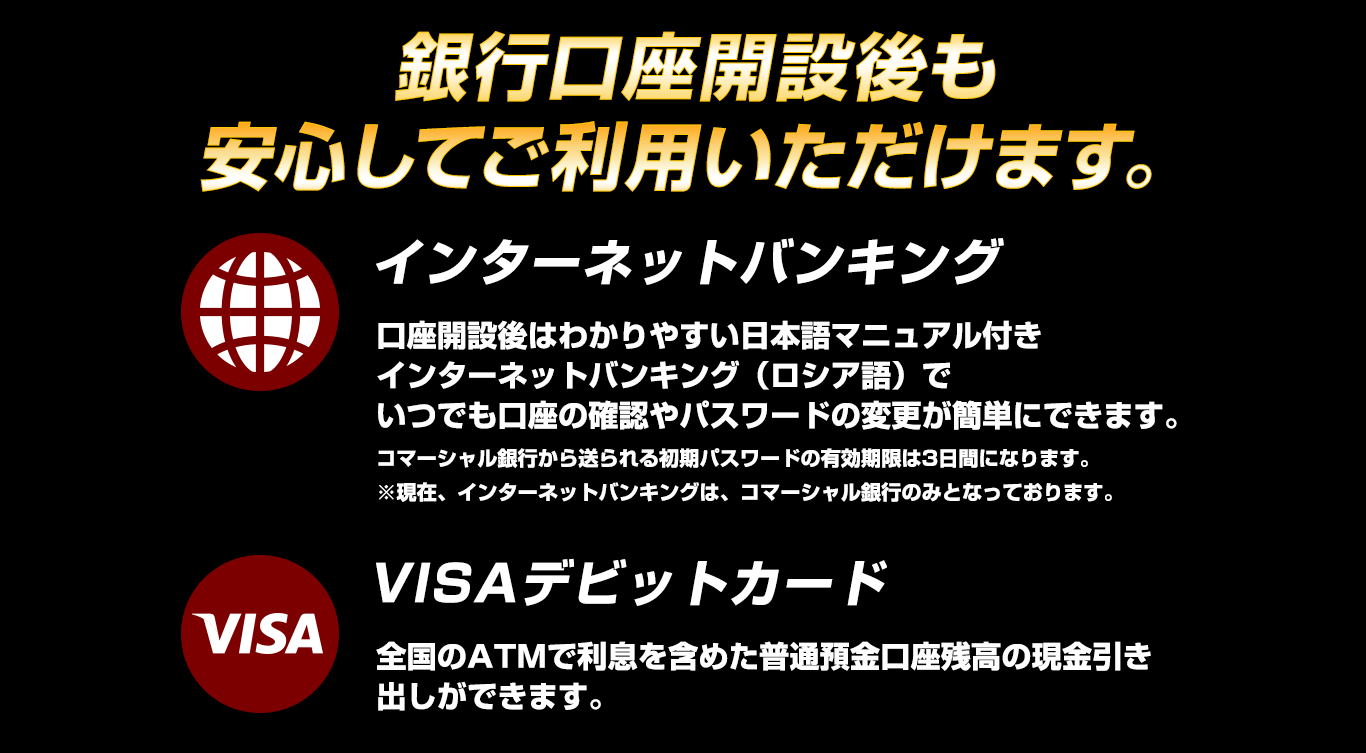 銀行口座開設後も
安心してご利用いただけます。
インターネットバンキング
口座開設後はわかりやすい日本語マニュアル付き
インターネットバンキング（ロシア語）で
いつでも口座の確認やパスワードの変更が簡単にできます。
コマーシャル銀行から送られる初期パスワードの有効期限は3日間になります。
※現在、インターネットバンキングは、コマーシャル銀行のみとなっております。
VISA
VISAデビットカード
全国のATMで利息を含めた普通預金口座残高の現金引き
出しができます。